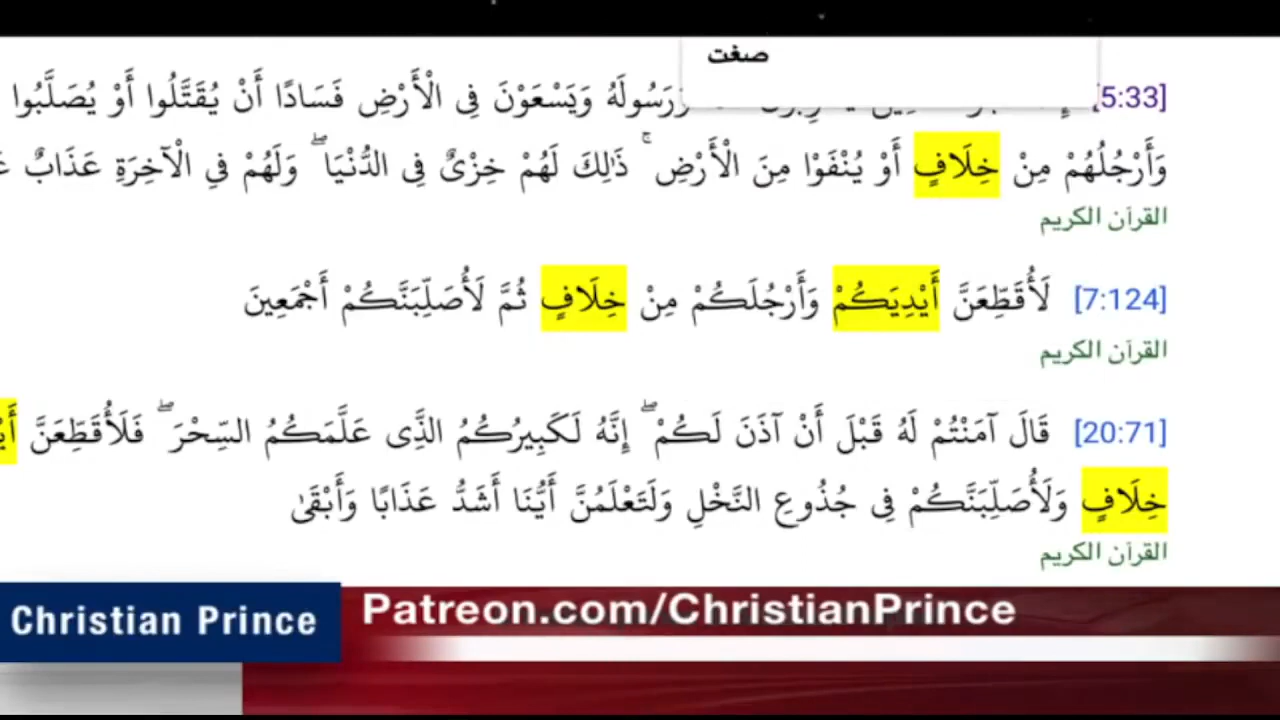 صغت
[5:33] وَرَسُولَهُ وَيَسْعَوْنَ فِى الْأَرْضِ فَسَادًا أَنْ يُقَتَّلُوا أَوْ يُصَلَّبُوا
وَأَرْجُلُهُمْ مِنْ خِلَافٍ أَوْ يُنْفَوْا مِنَ الْأَرْضِ ۚ ذَٰلِكَ لَهُمْ خِزْىٌ فِى الدُّنْيَا ۖ وَلَهُمْ فِى الْآخِرَةِ عَذَابٌ
القرآن الكريم
[7:124] لَأُقَطِّعَنَّ أَيْدِيَكُمْ وَأَرْجُلَكُمْ مِنْ خِلَافٍ ثُمَّ لَأُصَلِّبَنَّكُمْ أَجْمَعِينَ
القرآن الكريم
[20:71] قَالَ آمَنْتُمْ لَهُ قَبْلَ أَنْ آذَنَ لَكُمْ ۖ إِنَّهُ لَكَبِيرُكُمُ الَّذِى عَلَّمَكُمُ السِّحْرَ ۖ فَلَأُقَطِّعَنَّ
خِلَافٍ وَلَأُصَلِّبَنَّكُمْ فِى جُذُوعِ النَّخْلِ وَلَتَعْلَمُنَّ أَيُّنَا أَشَدُّ عَذَابًا وَأَبْقَىٰ
القرآن الكريم
Christian Prince
Patreon.com/ChristianPrince